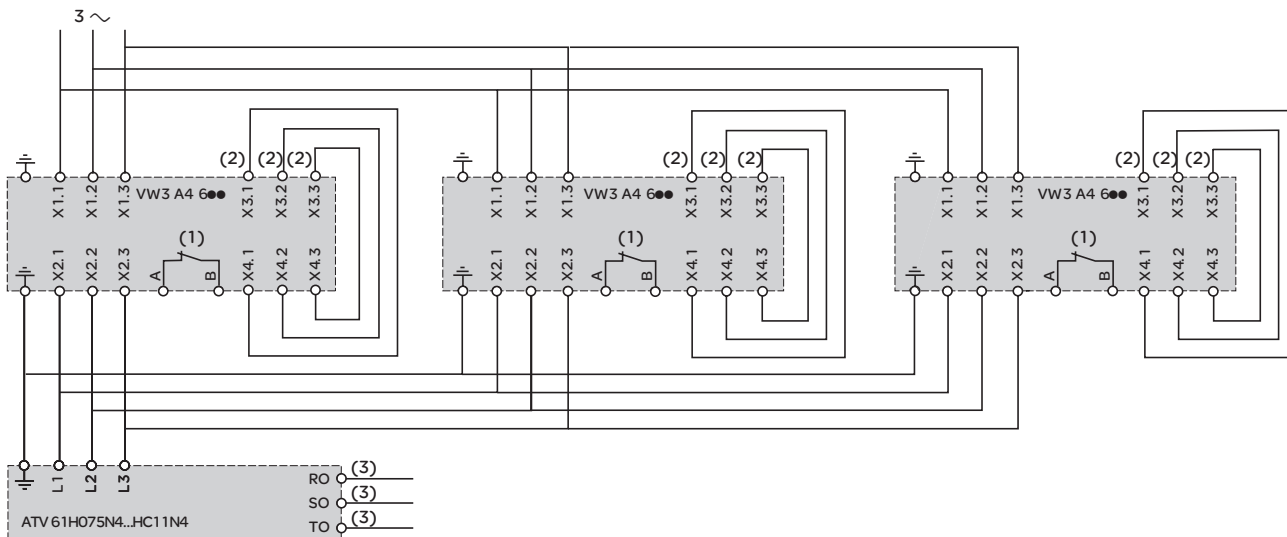 3 ～
(2) (2) (2)
(2) (2) (2)
(2) (2) (2)
X1.1 X1.2 X1.3 VW3 A4 6●● X3.1 X3.2 X3.3
X1.1 X1.2 X1.3 VW3 A4 6●● X3.1 X3.2 X3.3
X1.1 X1.2 X1.3 VW3 A4 6●● X3.1 X3.2 X3.3
(1)
(1)
(1)
X2.1 X2.2 X2.3 A B X4.1 X4.2 X4.3
X2.1 X2.2 X2.3 A B X4.1 X4.2 X4.3
X2.1 X2.2 X2.3 A B X4.1 X4.2 X4.3
L1 L2 L3
RO (3)
SO (3)
TO (3)
ATV 61H075N4...HC11N4